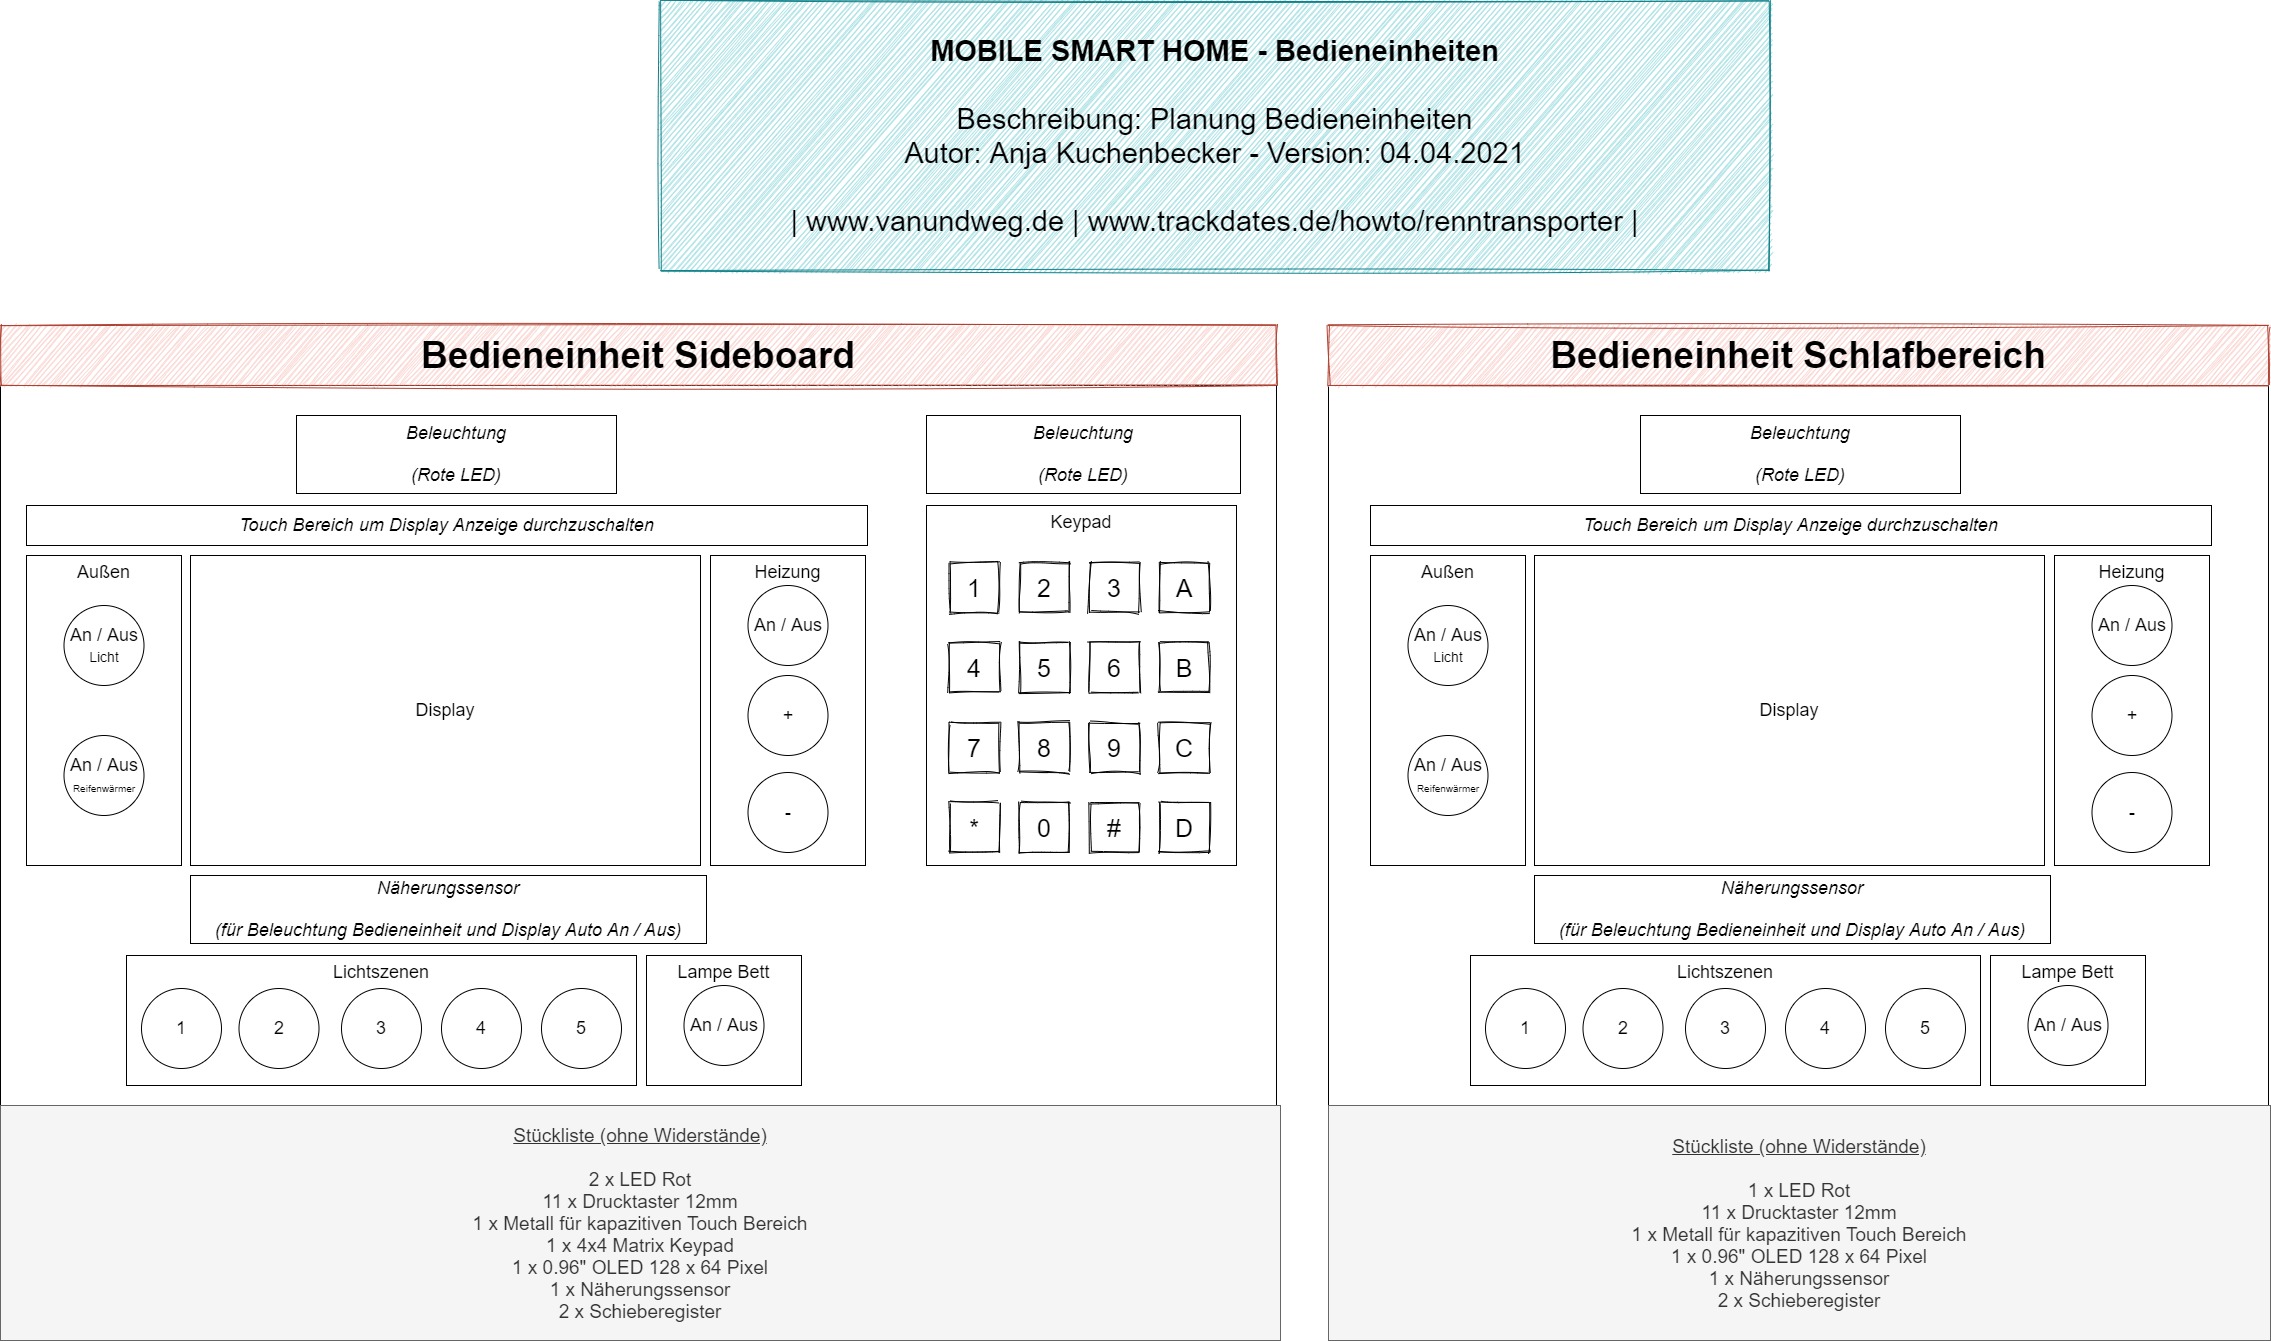 MOBILE SMART HOME - Bedieneinheiten
Beschreibung: Planung Bedieneinheiten
Autor: Anja Kuchenbecker - Version: 04.04.2021
| www.vanundweg.de | www.trackdates.de/howto/renntransporter |
Bedieneinheit Sideboard
Beleuchtung
(Rote LED)
Beleuchtung
(Rote LED)
Touch Bereich um Display Anzeige durchzuschalten
Außen
An / Aus
Licht
An / Aus
Reifenwärmer
Display
Heizung
An / Aus
+
-
Keypad
1 2 3 A
4 5 6 B
7 8 9 C
* 0 # D
Näherungssensor
(für Beleuchtung Bedieneinheit und Display Auto An / Aus)
Lichtszenen
1 2 3 4 5
Lampe Bett
An / Aus
Stückliste (ohne Widerstände)
2 x LED Rot
11 x Drucktaster 12mm
1 x Metall für kapazitiven Touch Bereich
1 x 4x4 Matrix Keypad
1 x 0.96" OLED 128 x 64 Pixel
1 x Näherungssensor
2 x Schieberegister
Bedieneinheit Schlafbereich
Beleuchtung
(Rote LED)
Touch Bereich um Display Anzeige durchzuschalten
Außen
An / Aus
Licht
An / Aus
Reifenwärmer
Display
Heizung
An / Aus
+
-
Näherungssensor
(für Beleuchtung Bedieneinheit und Display Auto An / Aus)
Lichtszenen
1 2 3 4 5
Lampe Bett
An / Aus
Stückliste (ohne Widerstände)
1 x LED Rot
11 x Drucktaster 12mm
1 x Metall für kapazitiven Touch Bereich
1 x 0.96" OLED 128 x 64 Pixel
1 x Näherungssensor
2 x Schieberegister